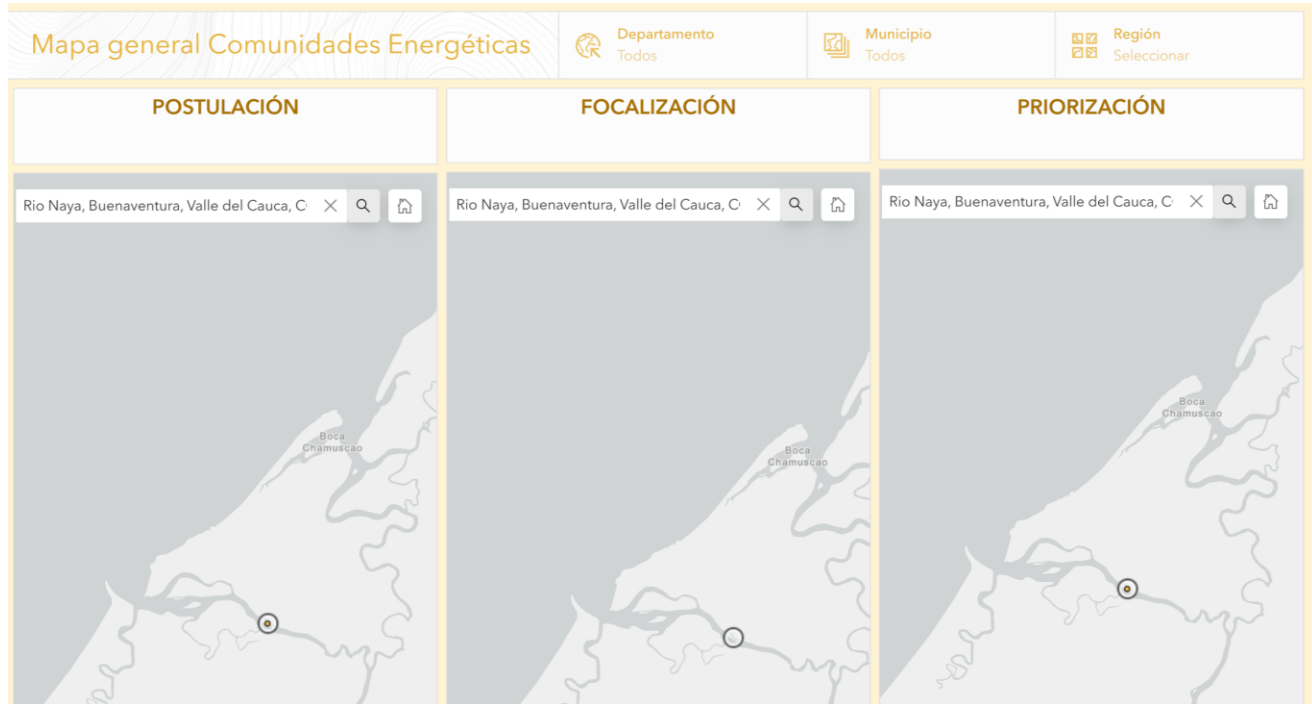 Mapa general Comunidades Energéticas
Departamento
Todos
Municipio
Todos
Región
Seleccionar
POSTULACIÓN
Rio Naya, Buenaventura, Valle del Cauca, C
Boca
Chamuscao
FOCALIZACIÓN
Rio Naya, Buenaventura, Valle del Cauca, C
Boca
Chamuscao
PRIORIZACIÓN
Rio Naya, Buenaventura, Valle del Cauca, C
Boca
Chamuscao